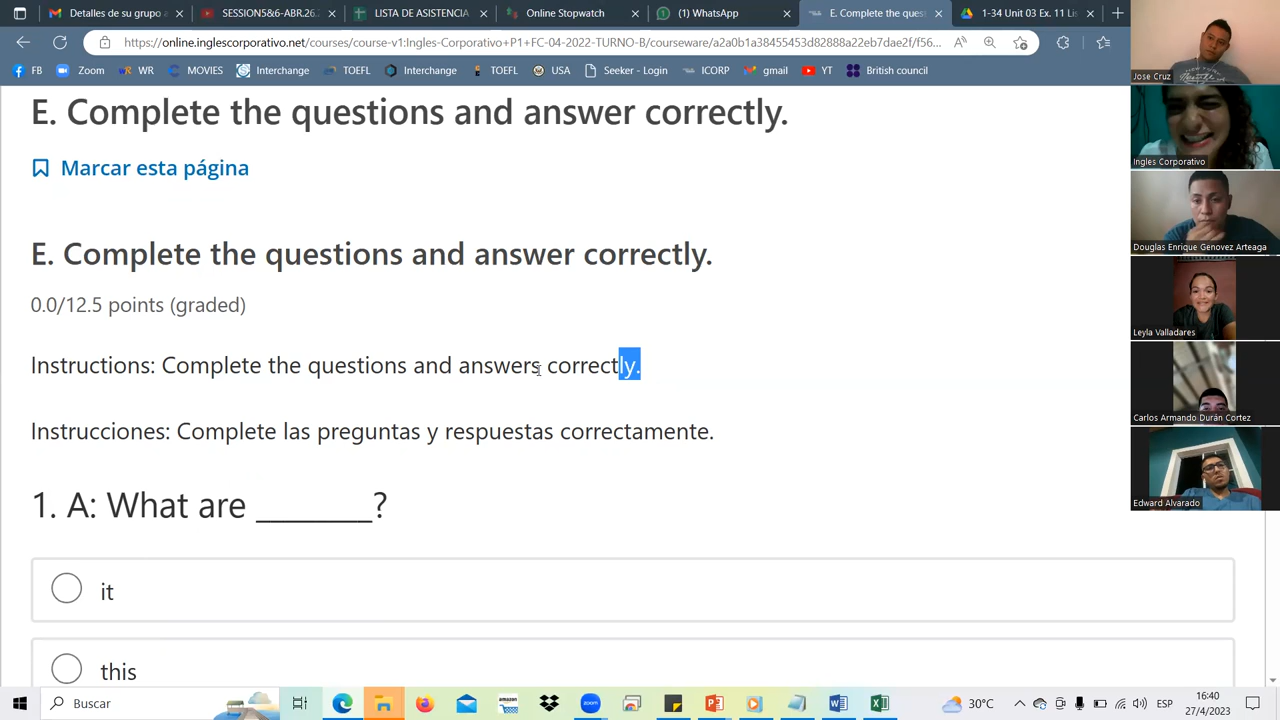 Detalles de su grupo a
SESSION5&6-ABR.26.2
LISTA DE ASISTENCIA
Online Stopwatch
(1) WhatsApp
E. Complete the quest
1-34 Unit 03 Ex. 11 Lis
https://online.inglescorporativo.net/courses/course-v1:Ingles-Corporativo+P1+FC-04-2022-TURNO-B/courseware/a2a0b1a38455453d82888a22eb7dae2f/f56...
FB
Zoom
WR
MOVIES
Interchange
TOEFL
Interchange
TOEFL
USA
Seeker - Login
ICORP
gmail
YT
British council
E. Complete the questions and answer correctly.
Marcar esta página
E. Complete the questions and answer correctly.
0.0/12.5 points (graded)
Instructions: Complete the questions and answers correctly.
Instrucciones: Complete las preguntas y respuestas correctamente.
1. A: What are ________?
it
this
Jose Cruz
Ingles Corporativo
Douglas Enrique Genovez Arteaga
Leyla Valladares
Carlos Armando Durán Cortez
Edward Alvarado
Buscar
amazon
zoom
30°C
ESP
16:40
27/4/2023